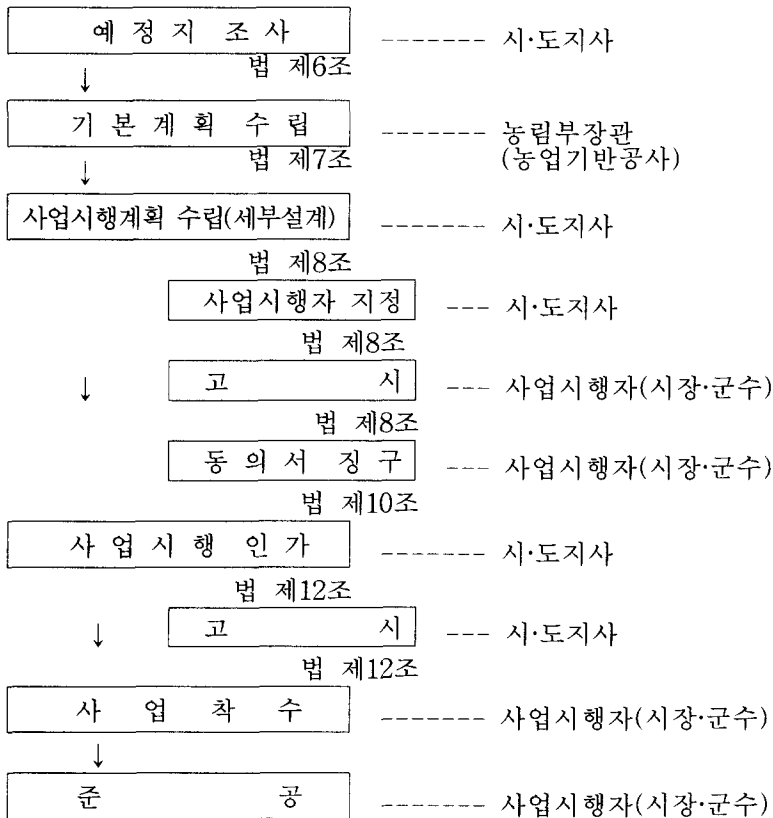 예 정 지 조 사 ------- 시·도지사
법 제6조
↓
기 본 계 획 수 립 ------- 농림부장관
법 제7조 (농업기반공사)
↓
사업시행계획 수립(세부설계) ------- 시·도지사
법 제8조
사업시행자 지정 --- 시·도지사
법 제8조
↓ 고 시 --- 사업시행자(시장·군수)
법 제8조
동 의 서 징 구 --- 사업시행자(시장·군수)
법 제10조
사 업 시 행 인 가 ------- 시·도지사
법 제12조
↓ 고 시 --- 시·도지사
법 제12조
사 업 착 수 ------- 사업시행자(시장·군수)
↓
준 공 ------- 사업시행자(시장·군수)